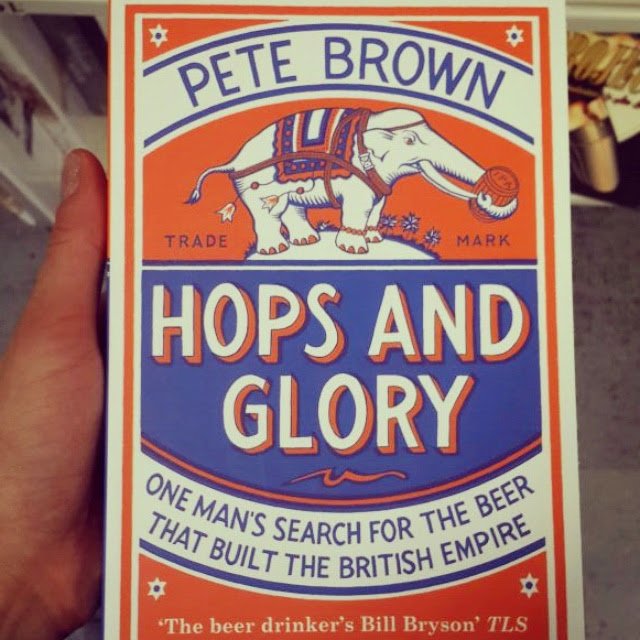 PETE BROWN
IPA
TRADE MARK
HOPS AND
GLORY
ONE MAN'S SEARCH FOR THE BEER
THAT BUILT THE BRITISH EMPIRE
'The beer drinker's Bill Bryson' TLS